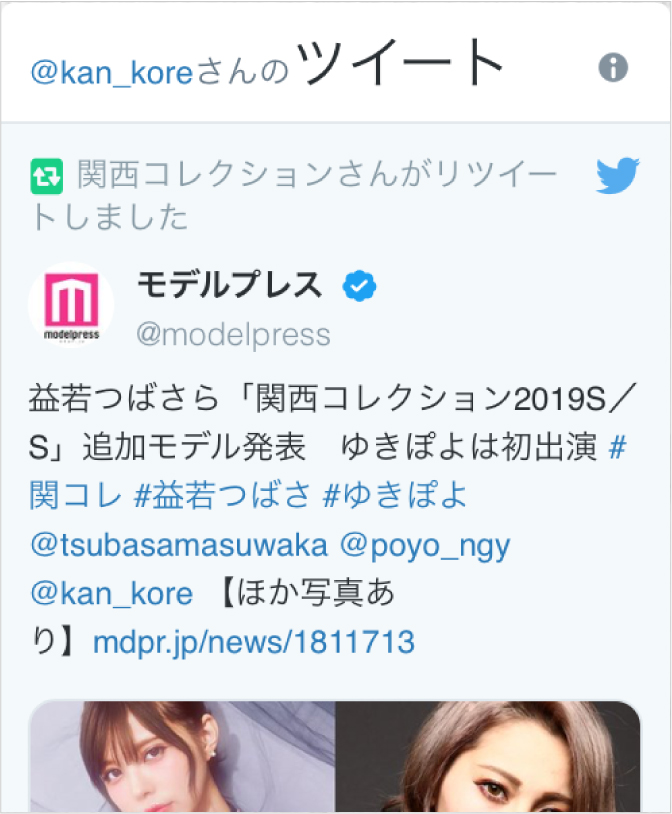 @kan_koreさんのツイート
関西コレクションさんがリツイー
トしました
モデルプレス
modelpress
@modelpress
益若つばさら「関西コレクション2019S／
S」追加モデル発表　ゆきぽよは初出演 #
関コレ #益若つばさ #ゆきぽよ
@tsubasamasuwaka @poyo_ngy
@kan_kore 【ほか写真あ
り】mdpr.jp/news/1811713